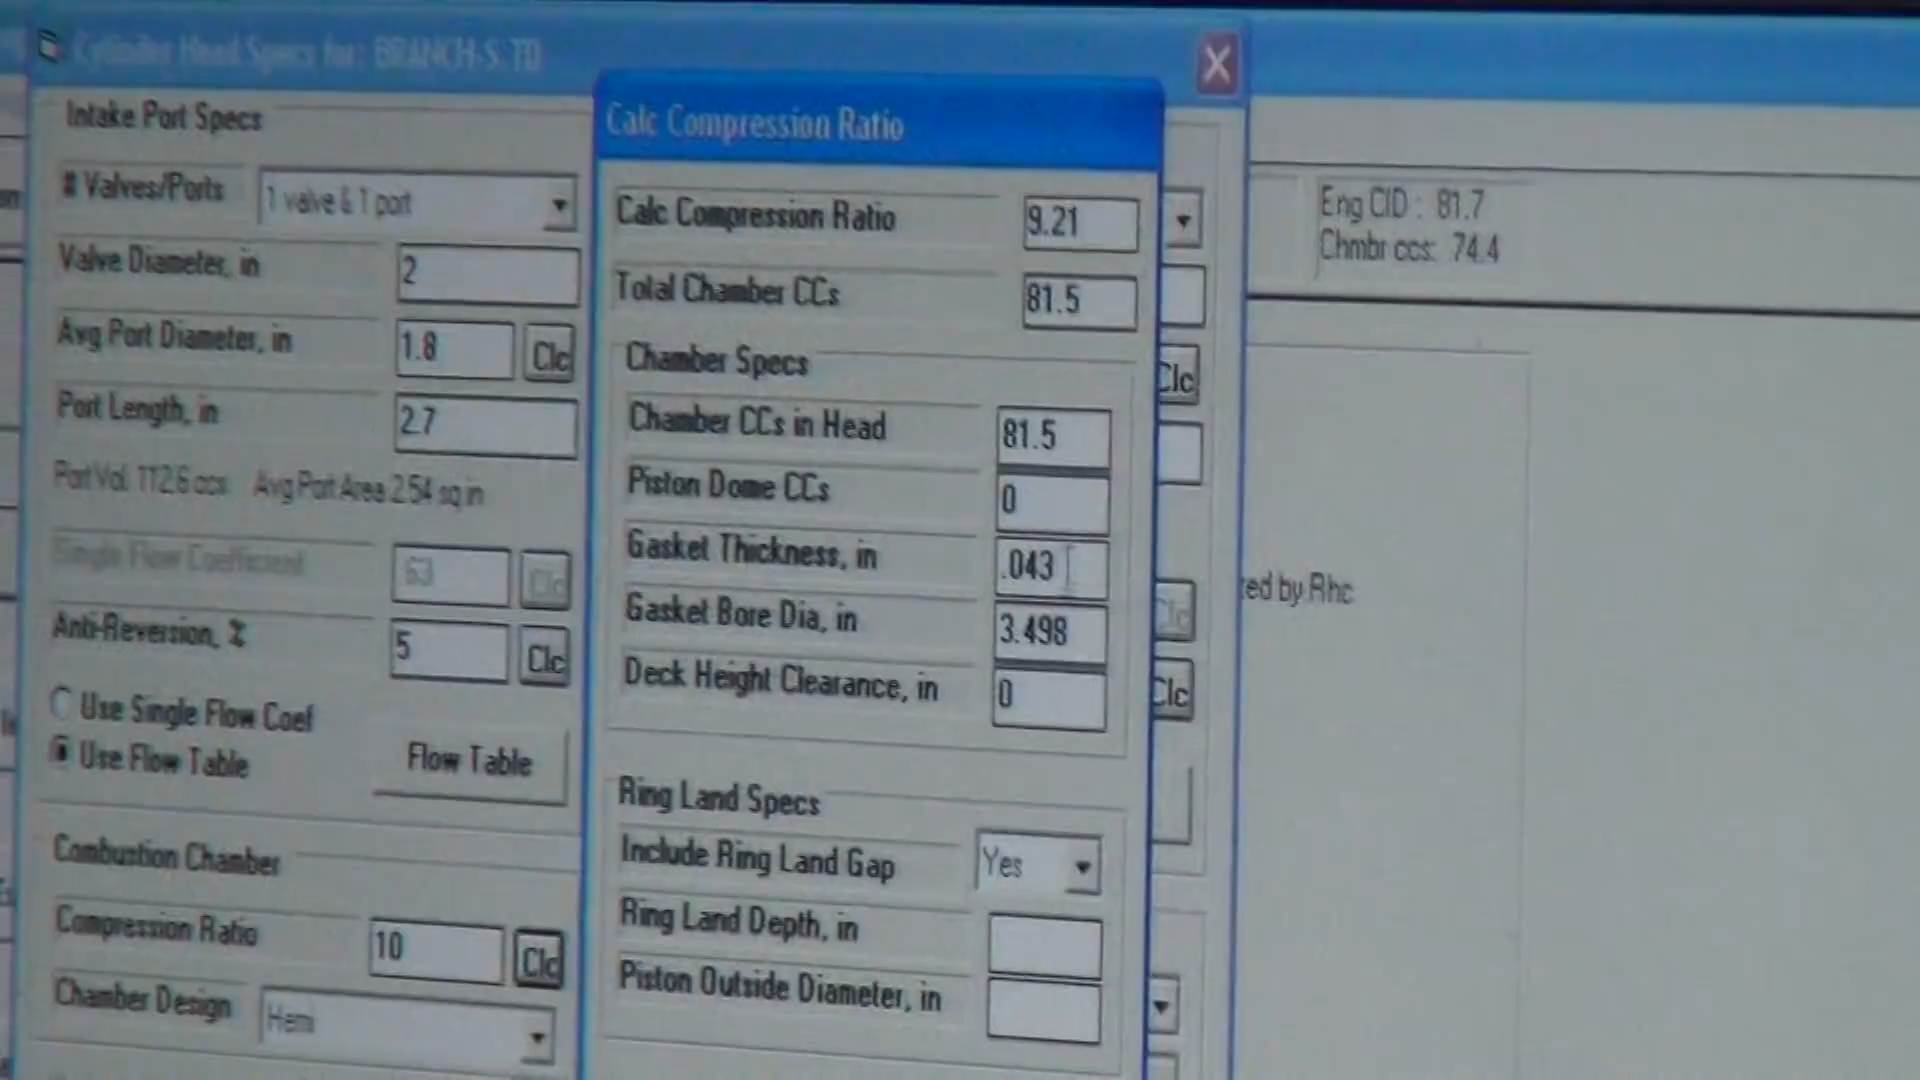 Cylinder Head Specs for: BRANCH-S.TD
Intake Port Specs
# Valves/Ports 1 valve & 1 port
Valve Diameter, in 2
Avg Port Diameter, in 1.8 Clc
Port Length, in 2.7
Port Vol: 112.6 ccs Avg Port Area 2.54 sq in
Single Flow Coefficient 63 Clc
Anti-Reversion, % 5 Clc
Use Single Flow Coef
Use Flow Table Flow Table
Combustion Chamber
Compression Ratio 10 Clc
Chamber Design Hemi
Calc Compression Ratio
Calc Compression Ratio 9.21
Total Chamber CCs 81.5
Chamber Specs
Chamber CCs in Head 81.5
Piston Dome CCs 0
Gasket Thickness, in .043
Gasket Bore Dia, in 3.498
Deck Height Clearance, in 0
Ring Land Specs
Include Ring Land Gap Yes
Ring Land Depth, in
Piston Outside Diameter, in
Clc
Clc
Clc
Eng CID : 81.7
Chmbr ccs: 74.4
ed by Rhc